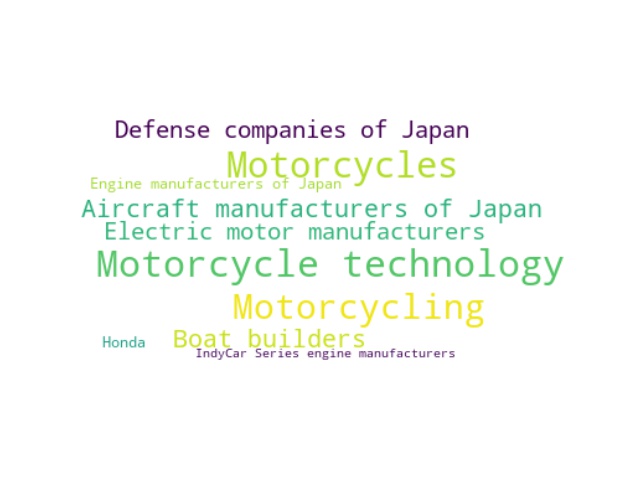 Defense companies of Japan
Motorcycles
Engine manufacturers of Japan
Aircraft manufacturers of Japan
Electric motor manufacturers
Motorcycle technology
Motorcycling
Boat builders
Honda
IndyCar Series engine manufacturers